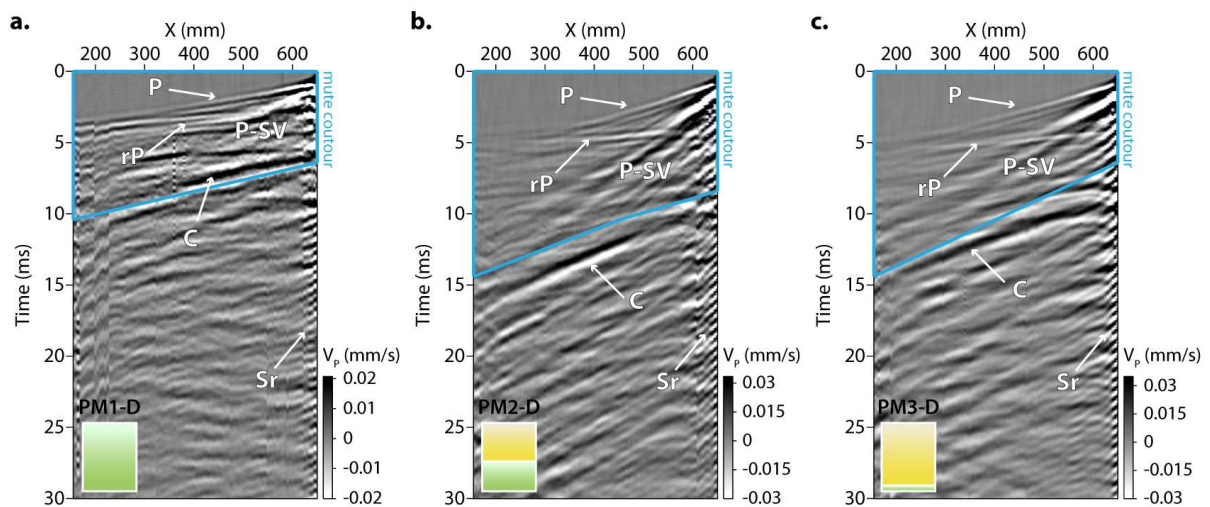 a.
X (mm)
200 300 400 500 600
0
5
10
15
20
25
30
Time (ms)
P
rP
P-SV
C
Sr
mute coutour
PM1-D
V_P (mm/s)
0.02
0.01
0
-0.01
-0.02
b.
X (mm)
200 300 400 500 600
0
5
10
15
20
25
30
Time (ms)
P
rP
P-SV
C
Sr
mute coutour
PM2-D
V_P (mm/s)
0.03
0.015
0
-0.015
-0.03
c.
X (mm)
200 300 400 500 600
0
5
10
15
20
25
30
Time (ms)
P
rP
P-SV
C
Sr
mute coutour
PM3-D
V_P (mm/s)
0.03
0.015
0
-0.015
-0.03